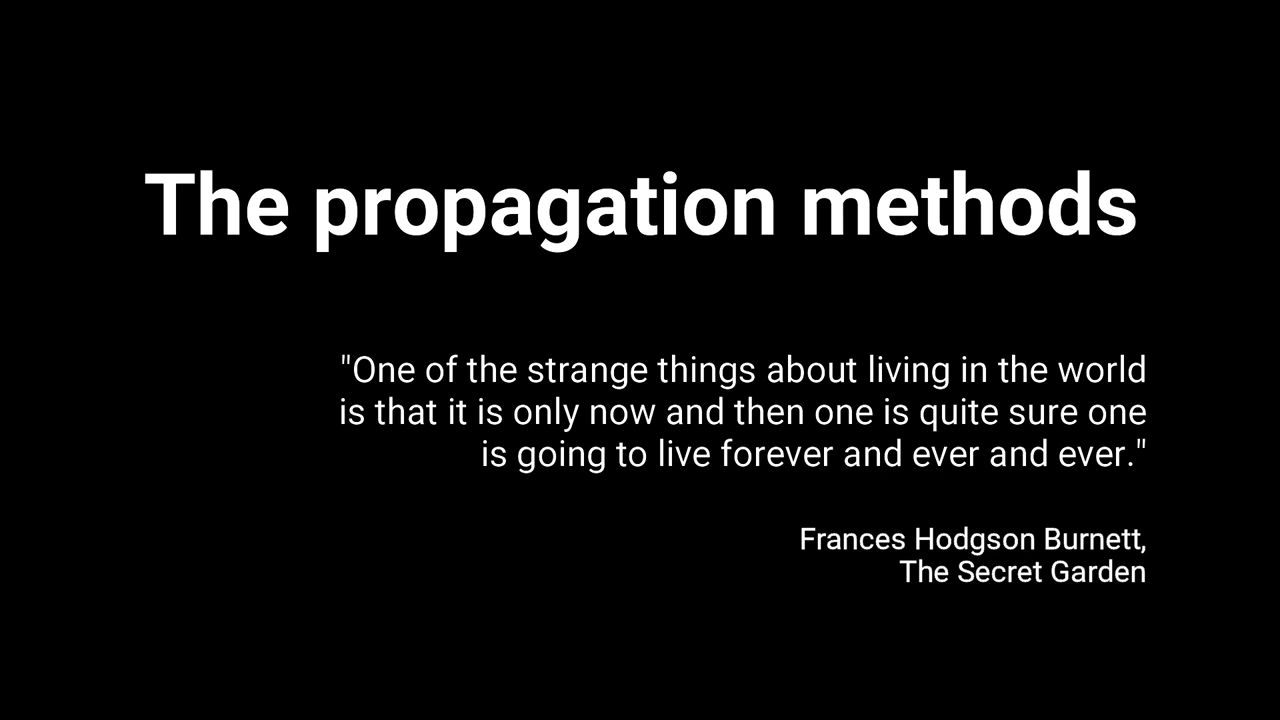 The propagation methods
"One of the strange things about living in the world
is that it is only now and then one is quite sure one
is going to live forever and ever and ever."
Frances Hodgson Burnett,
The Secret Garden